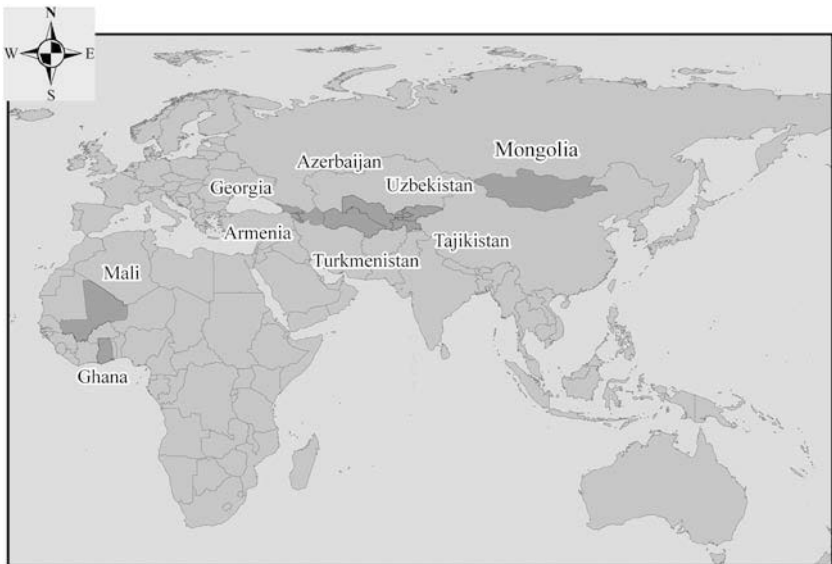 N
W E
S
Azerbaijan
Mongolia
Georgia
Uzbekistan
Armenia
Tajikistan
Turkmenistan
Mali
Ghana